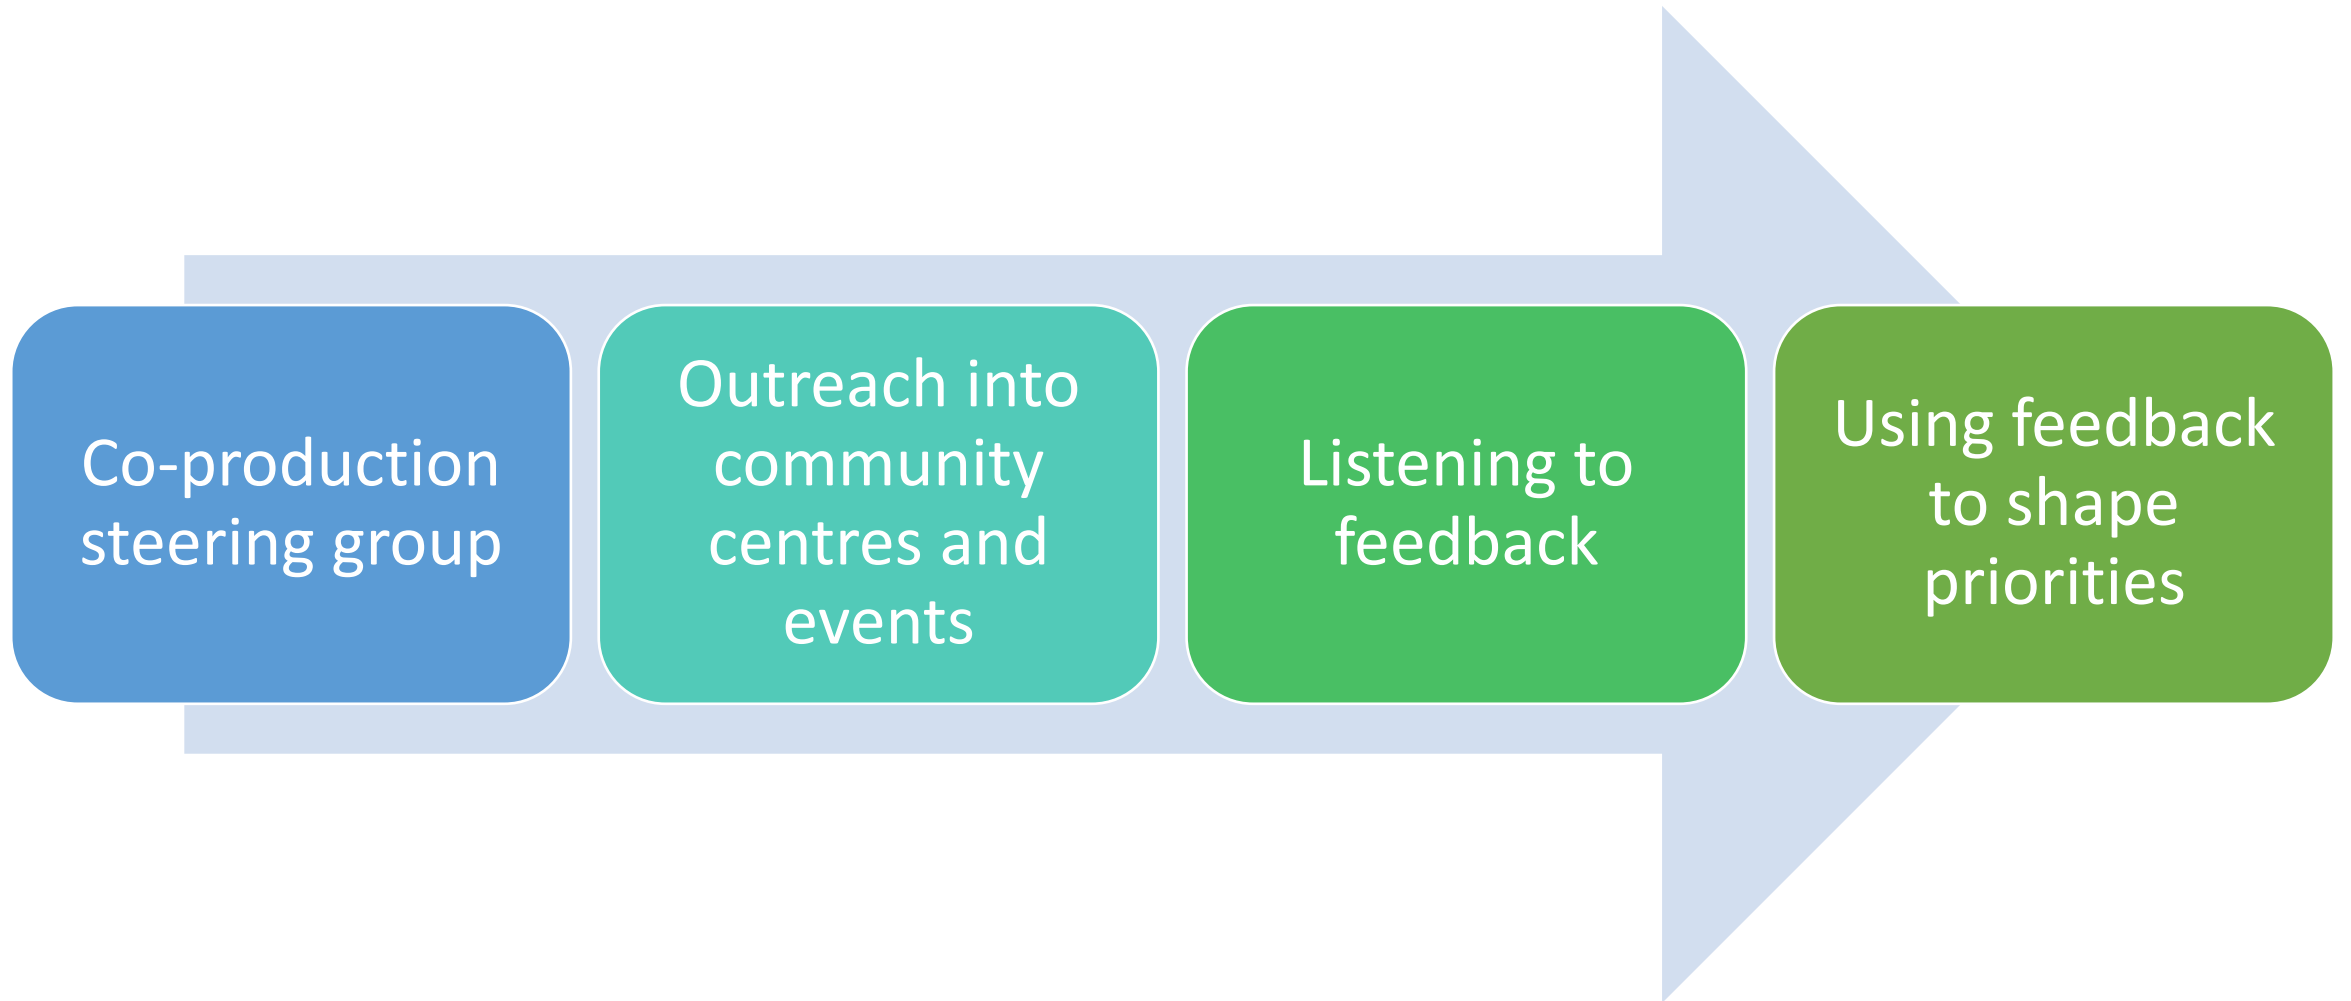 Co-production
steering group
Outreach into
community
centres and
events
Listening to
feedback
Using feedback
to shape
priorities